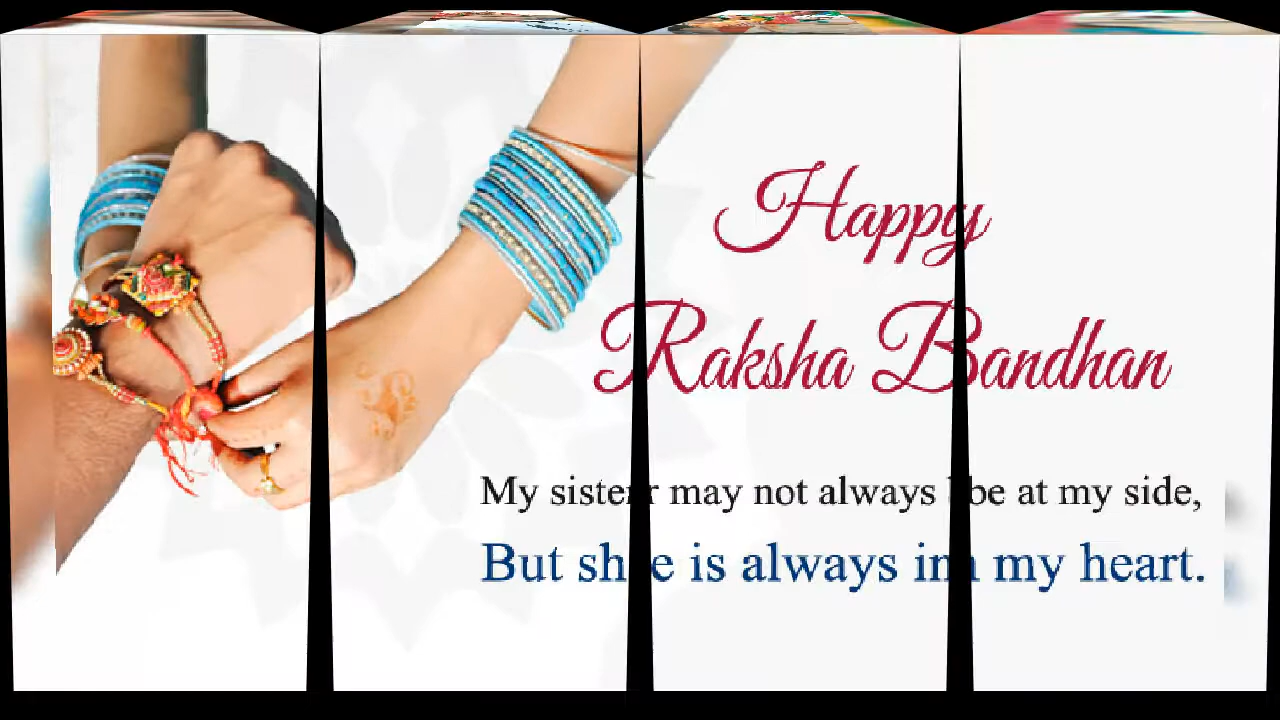 Happy
Raksha Bandhan
My sister may not always be at my side,
But she is always in my heart.